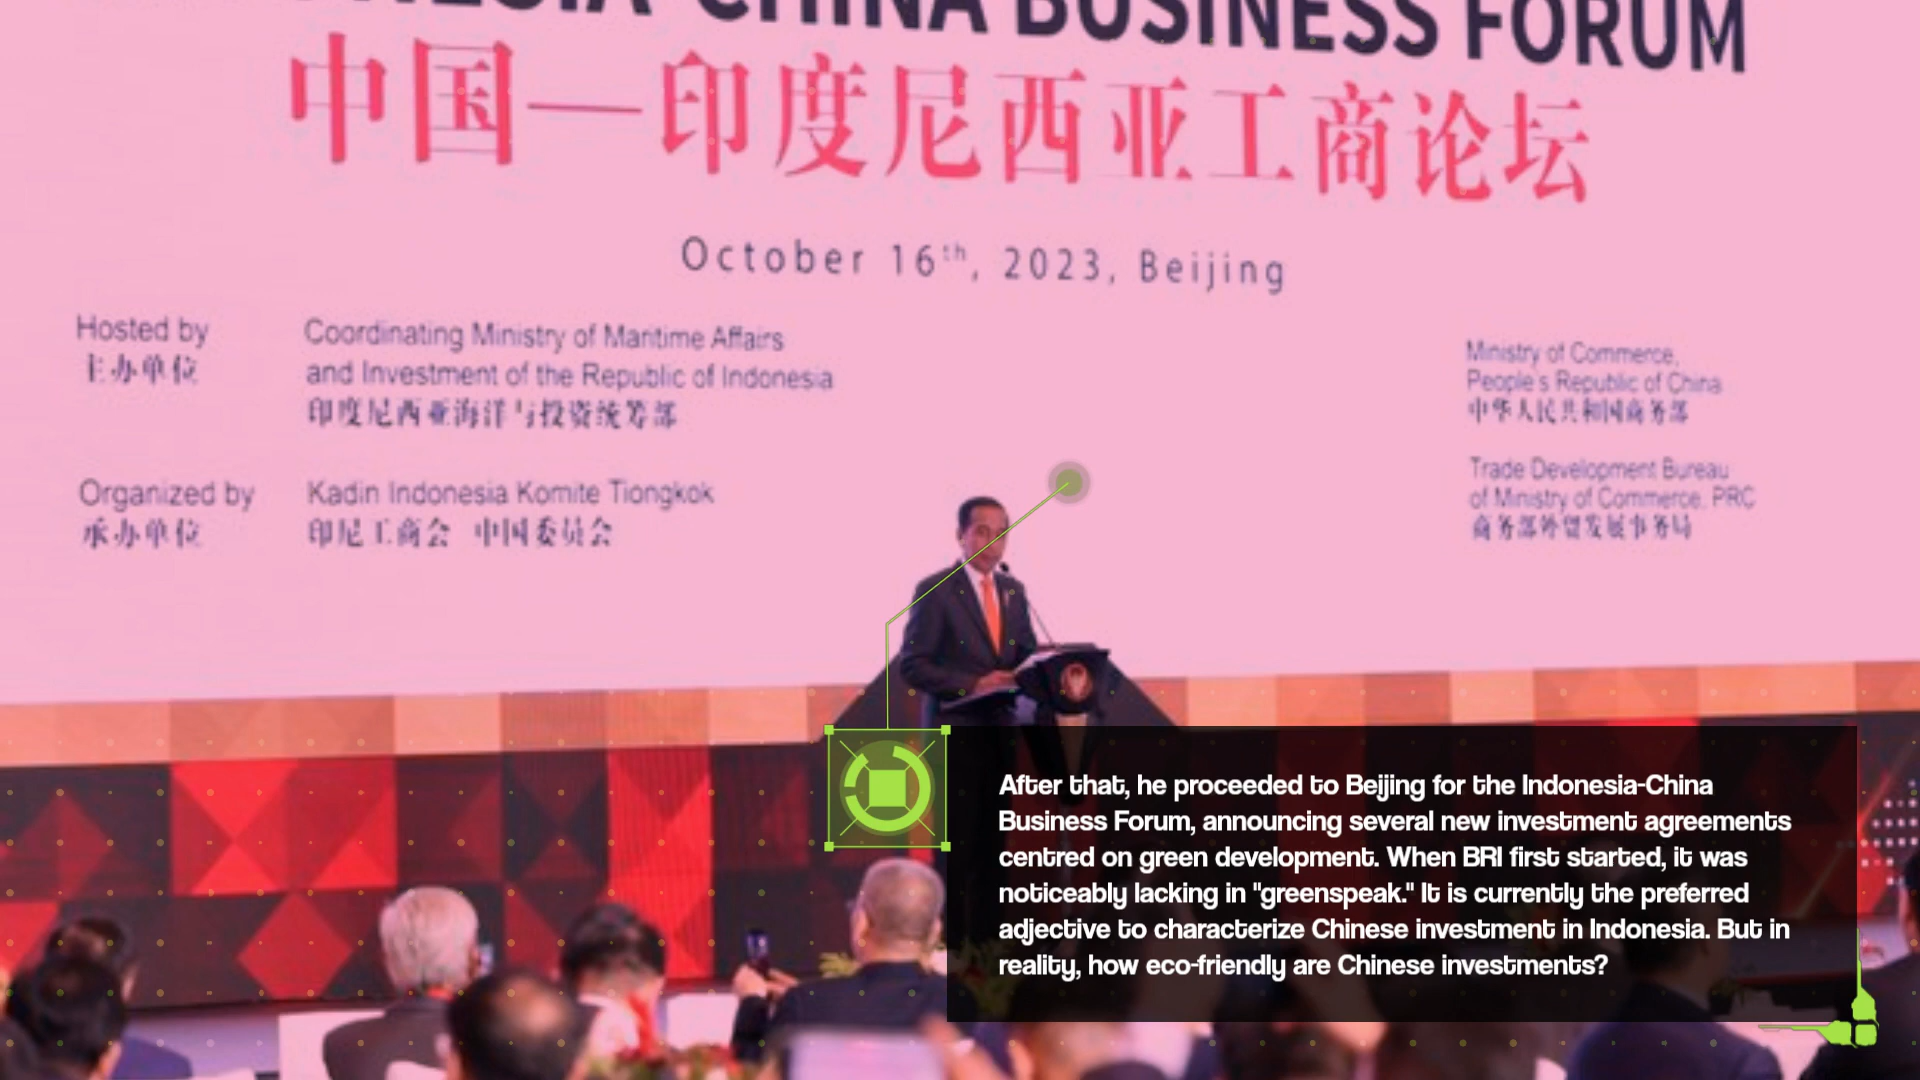 CHINA BUSINESS FORUM
中国—印度尼西亚工商论坛
October 16th, 2023, Beijing
Hosted by
主办单位
Coordinating Ministry of Maritime Affairs
and Investment of the Republic of Indonesia
印度尼西亚海洋与投资统筹部
Ministry of Commerce,
People's Republic of China
中华人民共和国商务部
Organized by
承办单位
Kadin Indonesia Komite Tiongkok
印尼工商会 中国委员会
Trade Development Bureau
of Ministry of Commerce, PRC
商务部外贸发展事务局
After that, he proceeded to Beijing for the Indonesia-China
Business Forum, announcing several new investment agreements
centred on green development. When BRI first started, it was
noticeably lacking in "greenspeak." It is currently the preferred
adjective to characterize Chinese investment in Indonesia. But in
reality, how eco-friendly are Chinese investments?